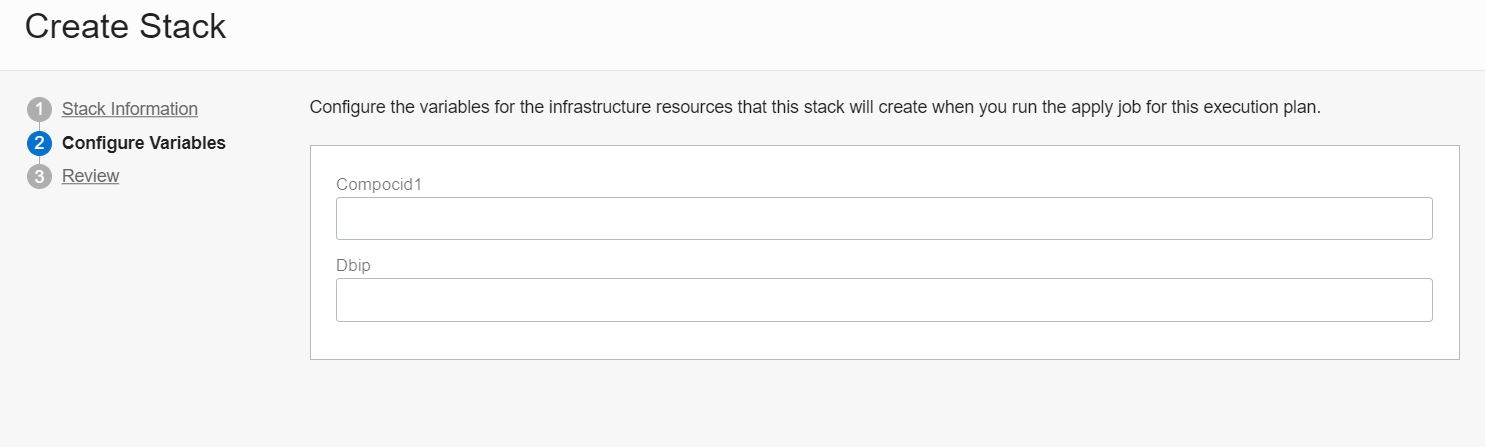 Create Stack
1 Stack Information
2 Configure Variables
3 Review
Configure the variables for the infrastructure resources that this stack will create when you run the apply job for this execution plan.
Compocid1
Dbip